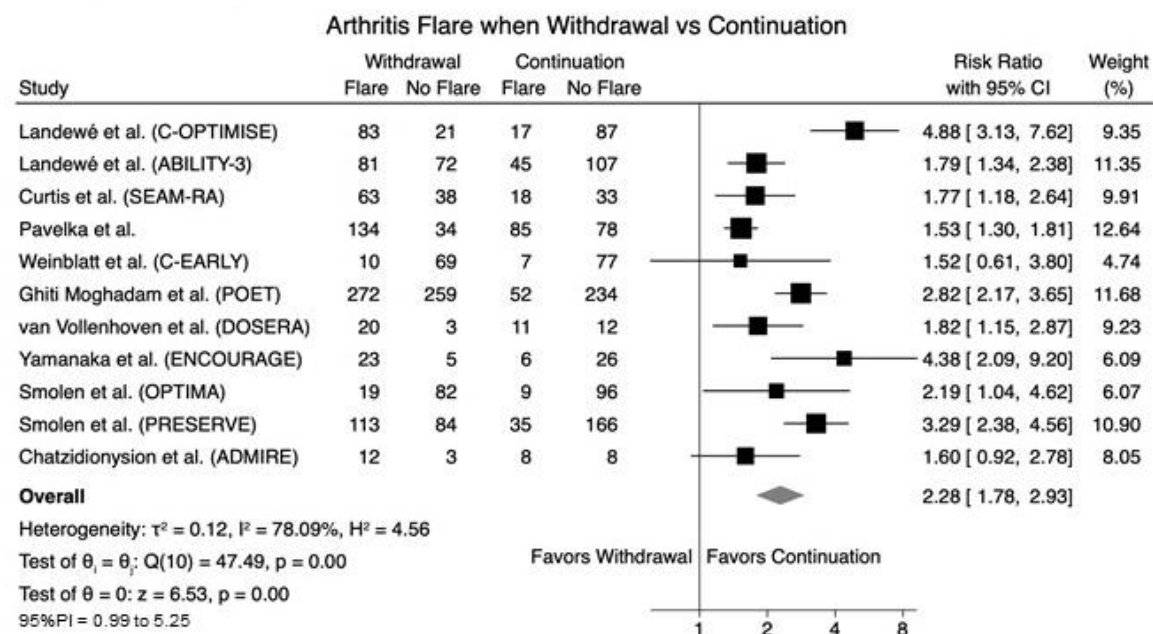 Arthritis Flare when Withdrawal vs Continuation
Withdrawal Continuation Risk Ratio Weight
Study Flare No Flare Flare No Flare with 95% CI (%)
Landewé et al. (C-OPTIMISE) 83 21 17 87 4.88 [ 3.13, 7.62] 9.35
Landewé et al. (ABILITY-3) 81 72 45 107 1.79 [ 1.34, 2.38] 11.35
Curtis et al. (SEAM-RA) 63 38 18 33 1.77 [ 1.18, 2.64] 9.91
Pavelka et al. 134 34 85 78 1.53 [ 1.30, 1.81] 12.64
Weinblatt et al. (C-EARLY) 10 69 7 77 1.52 [ 0.61, 3.80] 4.74
Ghiti Moghadam et al. (POET) 272 259 52 234 2.82 [ 2.17, 3.65] 11.68
van Vollenhoven et al. (DOSERA) 20 3 11 12 1.82 [ 1.15, 2.87] 9.23
Yamanaka et al. (ENCOURAGE) 23 5 6 26 4.38 [ 2.09, 9.20] 6.09
Smolen et al. (OPTIMA) 19 82 9 96 2.19 [ 1.04, 4.62] 6.07
Smolen et al. (PRESERVE) 113 84 35 166 3.29 [ 2.38, 4.56] 10.90
Chatzidionysion et al. (ADMIRE) 12 3 8 8 1.60 [ 0.92, 2.78] 8.05
Overall 2.28 [ 1.78, 2.93]
Heterogeneity: τ² = 0.12, I² = 78.09%, H² = 4.56
Test of θᵢ = θⱼ: Q(10) = 47.49, p = 0.00
Favors Withdrawal Favors Continuation
Test of θ = 0: z = 6.53, p = 0.00
95%PI = 0.99 to 5.25
1 2 4 8